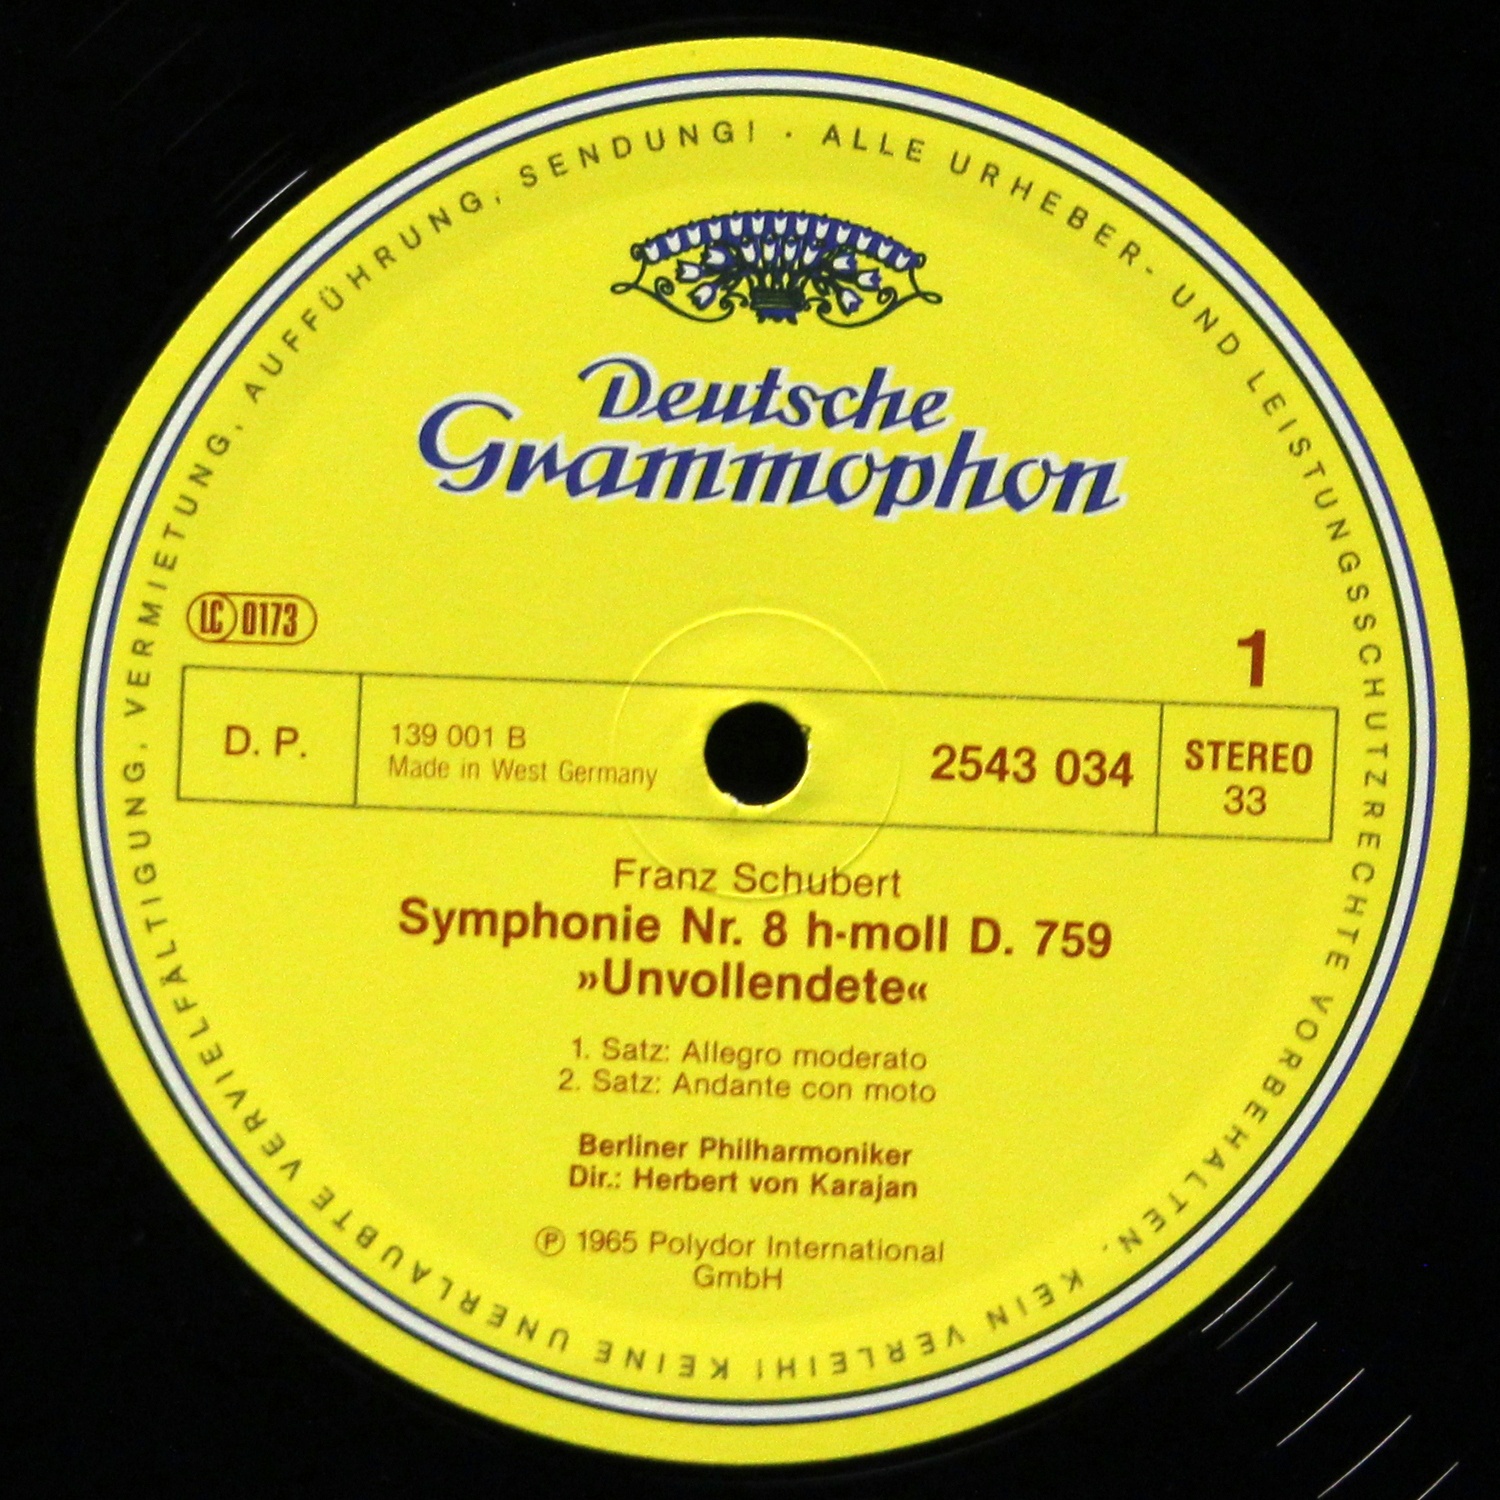 ALLE URHEBER- UND LEISTUNGSSCHUTZRECHTE VORBEHALTEN. KEIN VERLEIH! KEINE UNERLAUBTE VERVIELFÄLTIGUNG, VERMIETUNG, AUFFÜHRUNG, SENDUNG! ·
Deutsche
Grammophon
LC 0173
1
D. P.
139 001 B
Made in West Germany
2543 034
STEREO
33
Franz Schubert
Symphonie Nr. 8 h-moll D. 759
»Unvollendete«
1. Satz: Allegro moderato
2. Satz: Andante con moto
Berliner Philharmoniker
Dir.: Herbert von Karajan
℗ 1965 Polydor International
GmbH